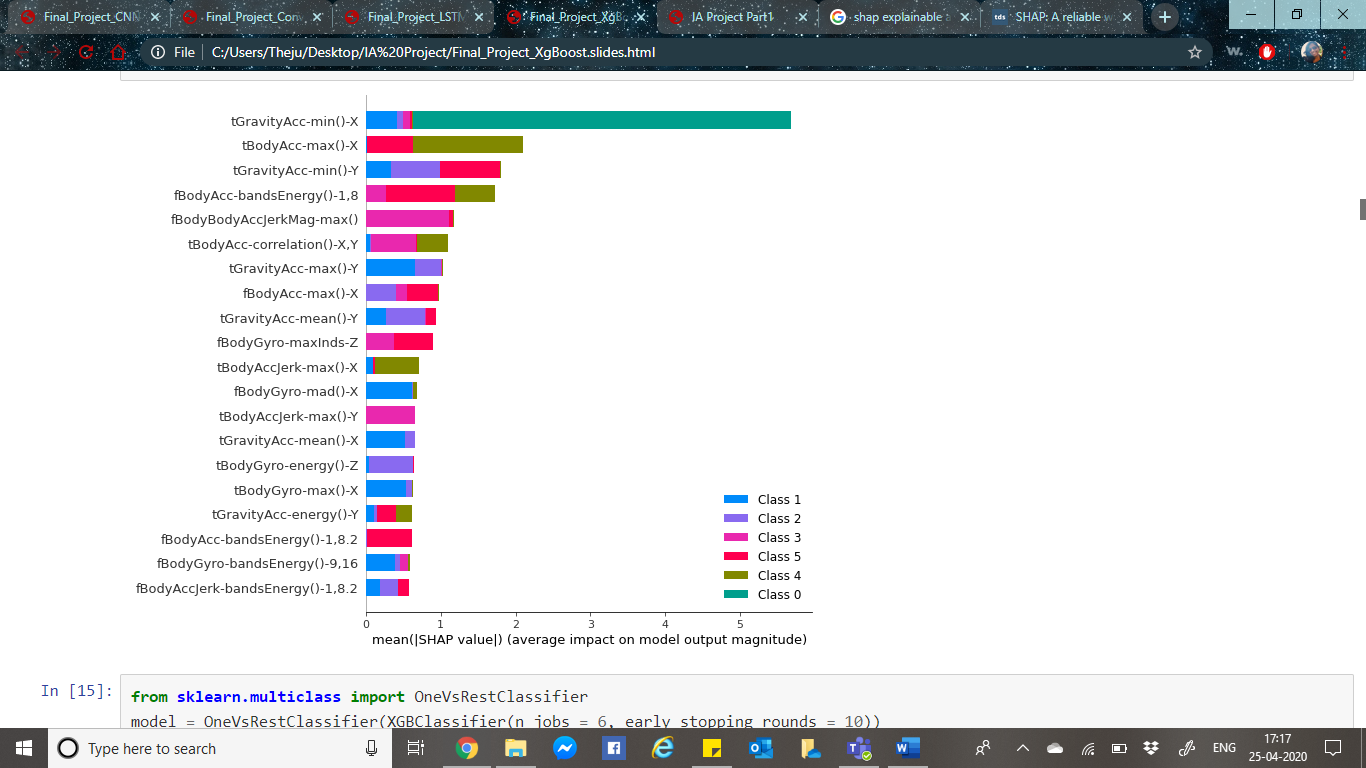 Final_Project_CNN
Final_Project_Con
Final_Project_LSTM
Final_Project_XgB
IA Project Part1
shap explainable
SHAP: A reliable
File
C:/Users/Theju/Desktop/IA%20Project/Final_Project_XgBoost.slides.html
tGravityAcc-min()-X
tBodyAcc-max()-X
tGravityAcc-min()-Y
fBodyAcc-bandsEnergy()-1,8
fBodyBodyAccJerkMag-max()
tBodyAcc-correlation()-X,Y
tGravityAcc-max()-Y
fBodyAcc-max()-X
tGravityAcc-mean()-Y
fBodyGyro-maxInds-Z
tBodyAccJerk-max()-X
fBodyGyro-mad()-X
tBodyAccJerk-max()-Y
tGravityAcc-mean()-X
tBodyGyro-energy()-Z
tBodyGyro-max()-X
tGravityAcc-energy()-Y
fBodyAcc-bandsEnergy()-1,8.2
fBodyGyro-bandsEnergy()-9,16
fBodyAccJerk-bandsEnergy()-1,8.2
Class 1
Class 2
Class 3
Class 5
Class 4
Class 0
0 1 2 3 4 5
mean(|SHAP value|) (average impact on model output magnitude)
In [15]:
from sklearn.multiclass import OneVsRestClassifier
model = OneVsRestClassifier(XGBClassifier(n_jobs = 6, early_stopping_rounds = 10))
Type here to search
ENG
17:17
25-04-2020